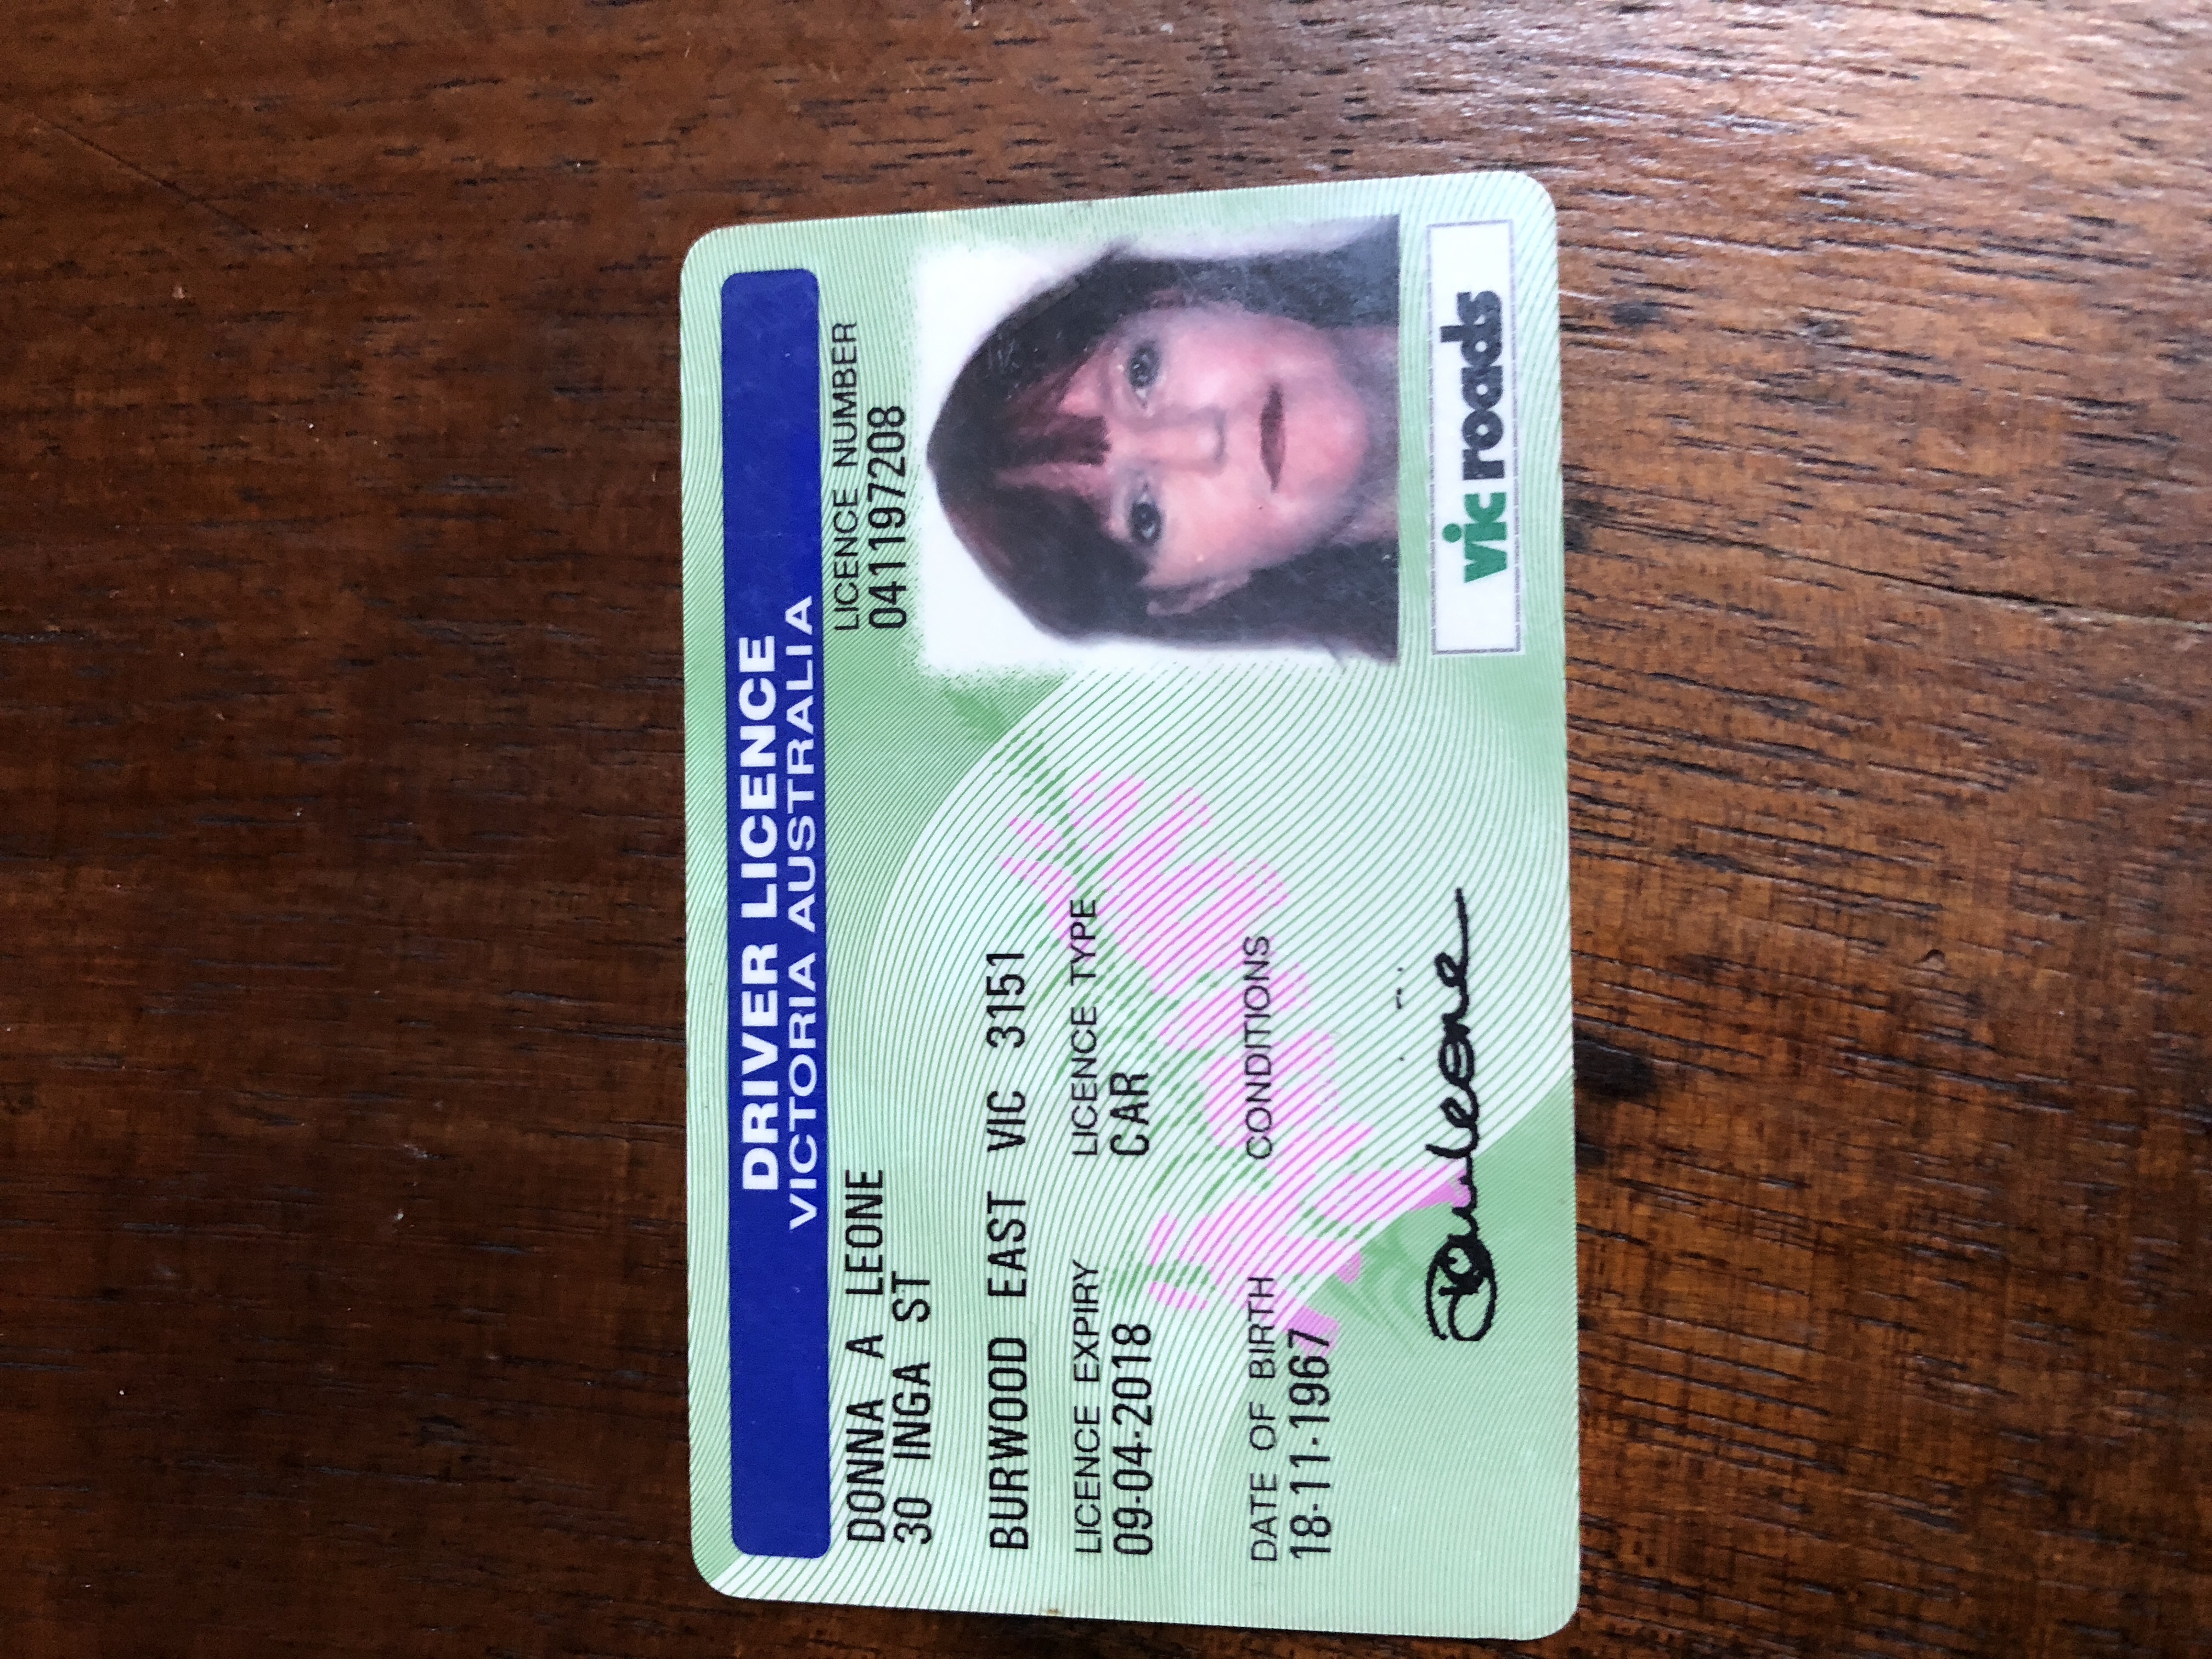 DRIVER LICENCE
VICTORIA AUSTRALIA
DONNA A LEONE
30 INGA ST
LICENCE NUMBER
041197208
BURWOOD EAST VIC 3151
LICENCE EXPIRY LICENCE TYPE
09-04-2018 CAR
DATE OF BIRTH CONDITIONS
18-11-1967
vic roads